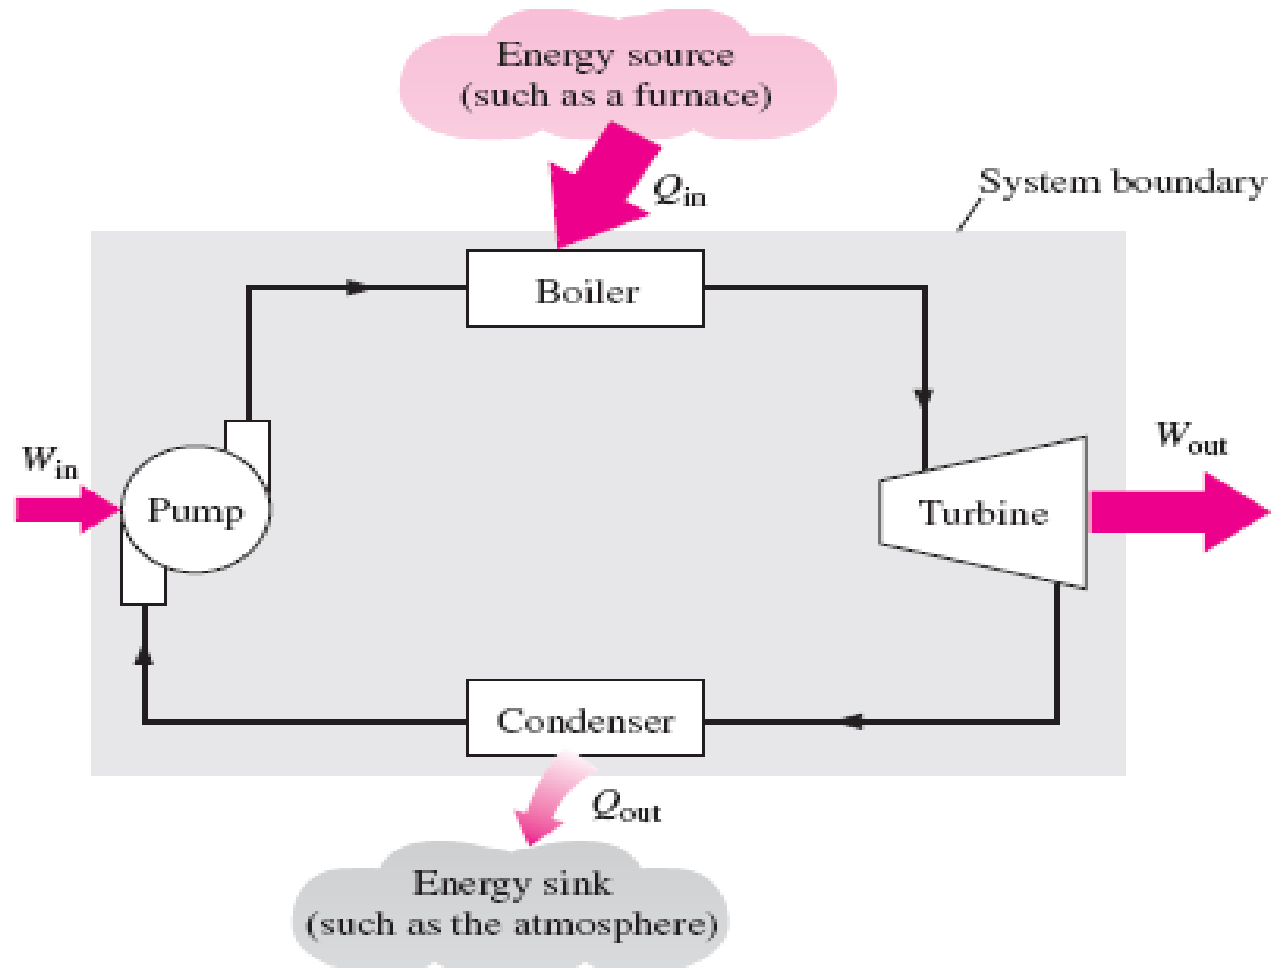 Energy source
(such as a furnace)
Qin
System boundary
Boiler
Win
Pump
Turbine
Wout
Condenser
Qout
Energy sink
(such as the atmosphere)